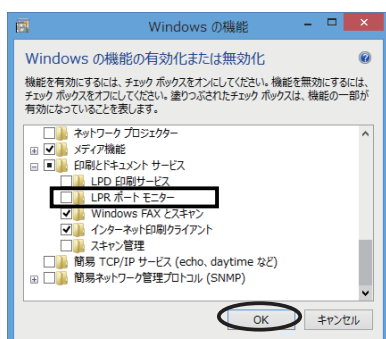 Windows の機能
Windows の機能の有効化または無効化
機能を有効にするには、チェック ボックスをオンにしてください。機能を無効にするには、
チェック ボックスをオフにしてください。塗りつぶされたチェック ボックスは、機能の一部が
有効になっていることを表します。
ネットワーク プロジェクター
メディア機能
印刷とドキュメント サービス
LPD 印刷サービス
LPR ポート モニター
Windows FAX とスキャン
インターネット印刷クライアント
スキャン管理
簡易 TCP/IP サービス (echo、daytime など)
簡易ネットワーク管理プロトコル (SNMP)
OK キャンセル